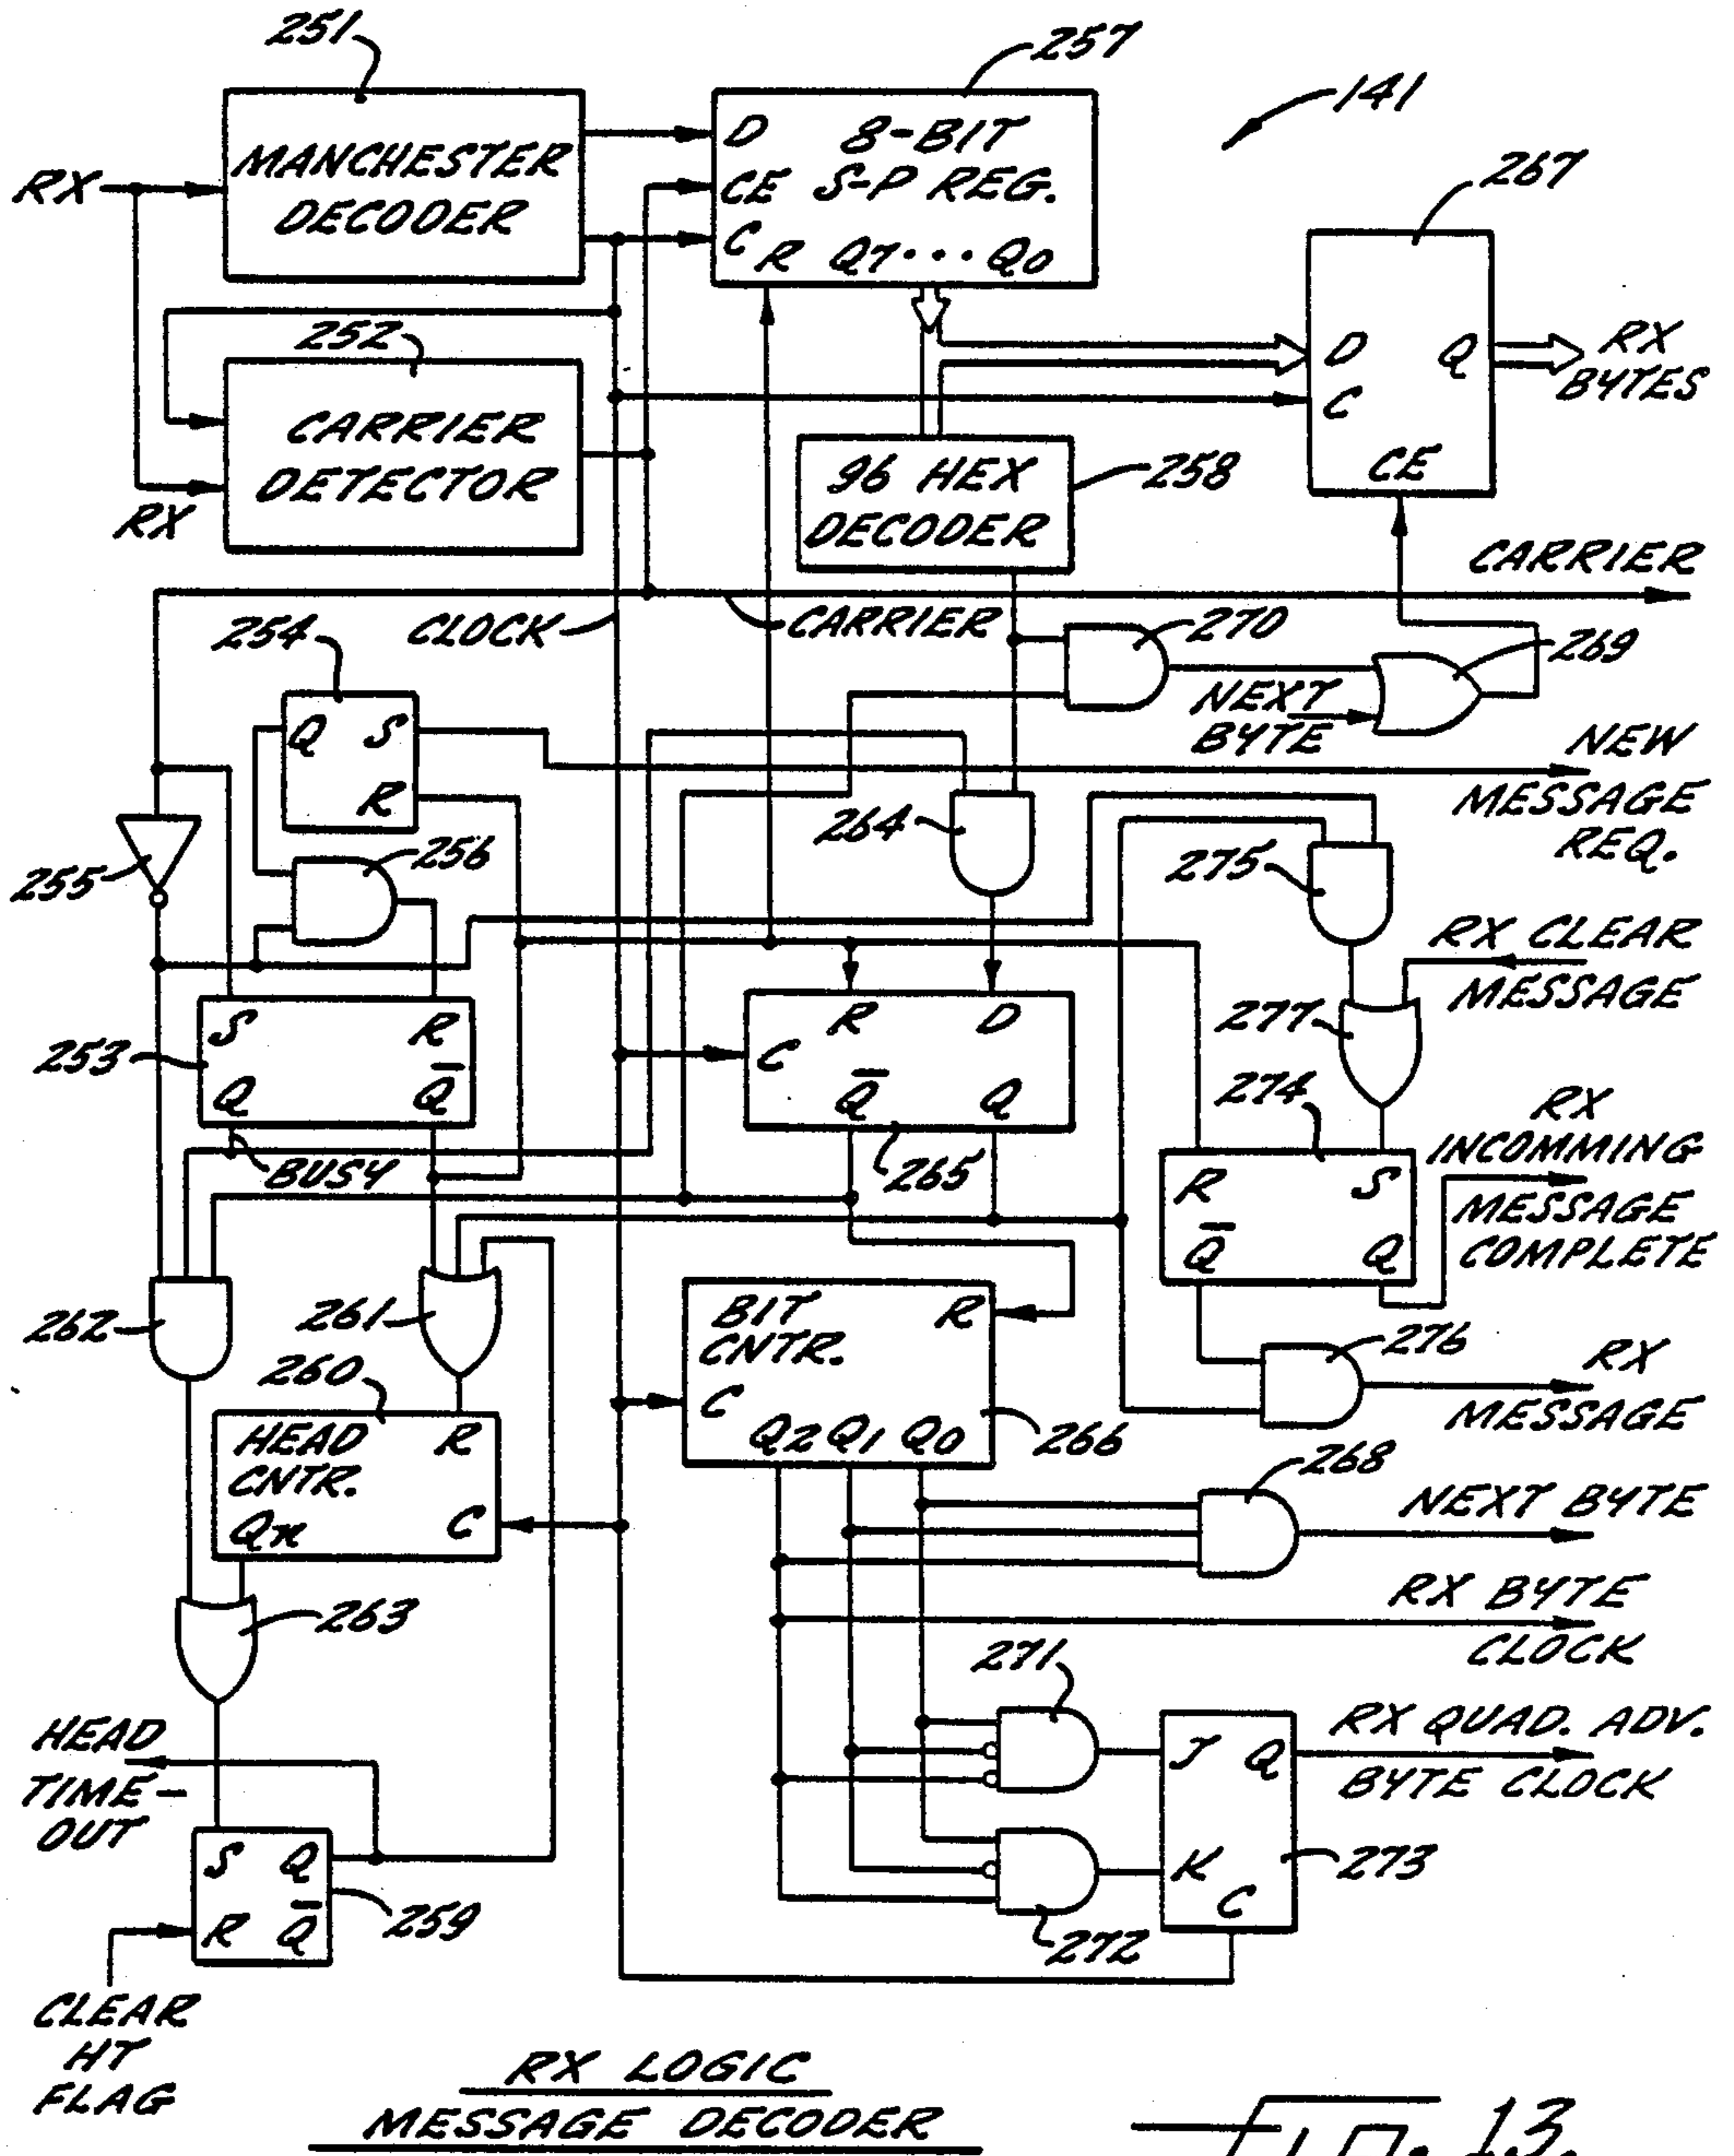 251
257
141
MANCHESTER
DECODER
RX
D 8-BIT
CE S-P REG.
C R Q7 ... Q0
267
252
CARRIER
DETECTOR
RX
D Q
C
CE
RX
BYTES
96 HEX
DECODER
258
CARRIER
254
CLOCK
CARRIER
270
269
NEXT
BYTE
Q S
R
NEW
MESSAGE
REQ.
264
255
256
275
RX CLEAR
MESSAGE
277
253
S R
Q Q̅
R D
C
Q̅ Q
274
RX
INCOMMING
MESSAGE
COMPLETE
BUSY
265
R S
Q̅ Q
262
261
BIT
CNTR.
R
C
Q2 Q1 Q0
276
RX
MESSAGE
260
HEAD
CNTR.
R
Qn C
266
268
NEXT BYTE
263
RX BYTE
CLOCK
271
HEAD
TIME-
OUT
J Q
K
C
RX QUAD. ADV.
BYTE CLOCK
273
S Q
R Q̅
259
272
CLEAR
HT
FLAG
RX LOGIC
MESSAGE DECODER
FIG. 13.